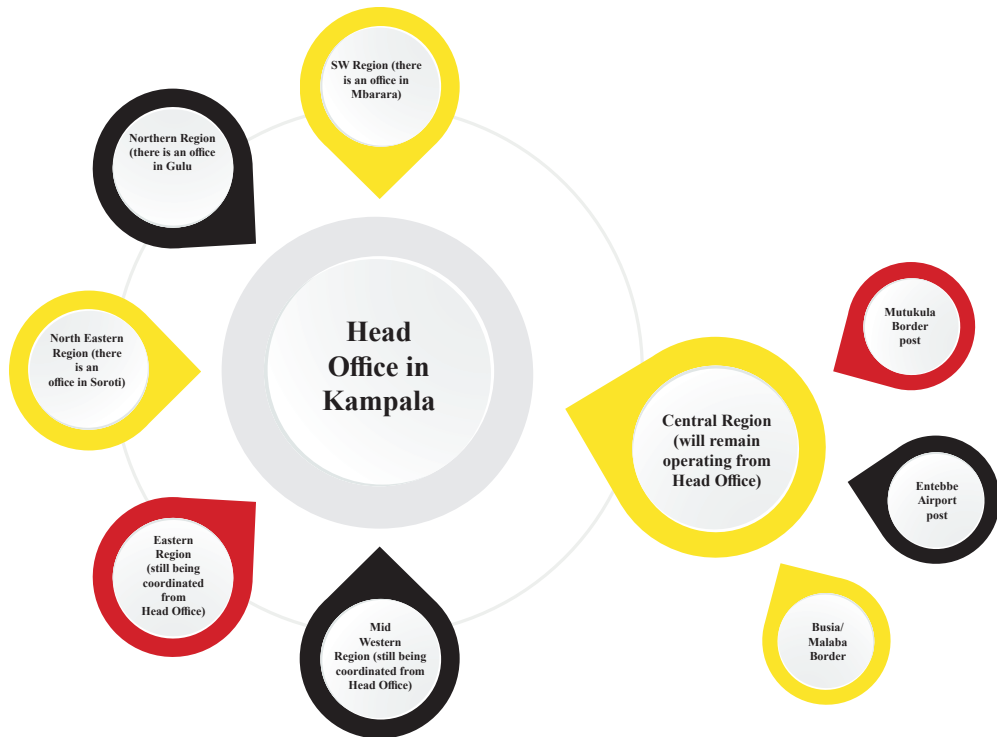 SW Region (there
is an office in
Mbarara)
Northern Region
(there is an office
in Gulu
North Eastern
Region (there
is an
office in Soroti)
Head
Office in
Kampala
Mutukula
Border
post
Central Region
(will remain
operating from
Head Office)
Entebbe
Airport
post
Eastern
Region
(still being
coordinated
from
Head Office)
Mid
Western
Region (still being
coordinated from
Head Office)
Busia/
Malaba
Border